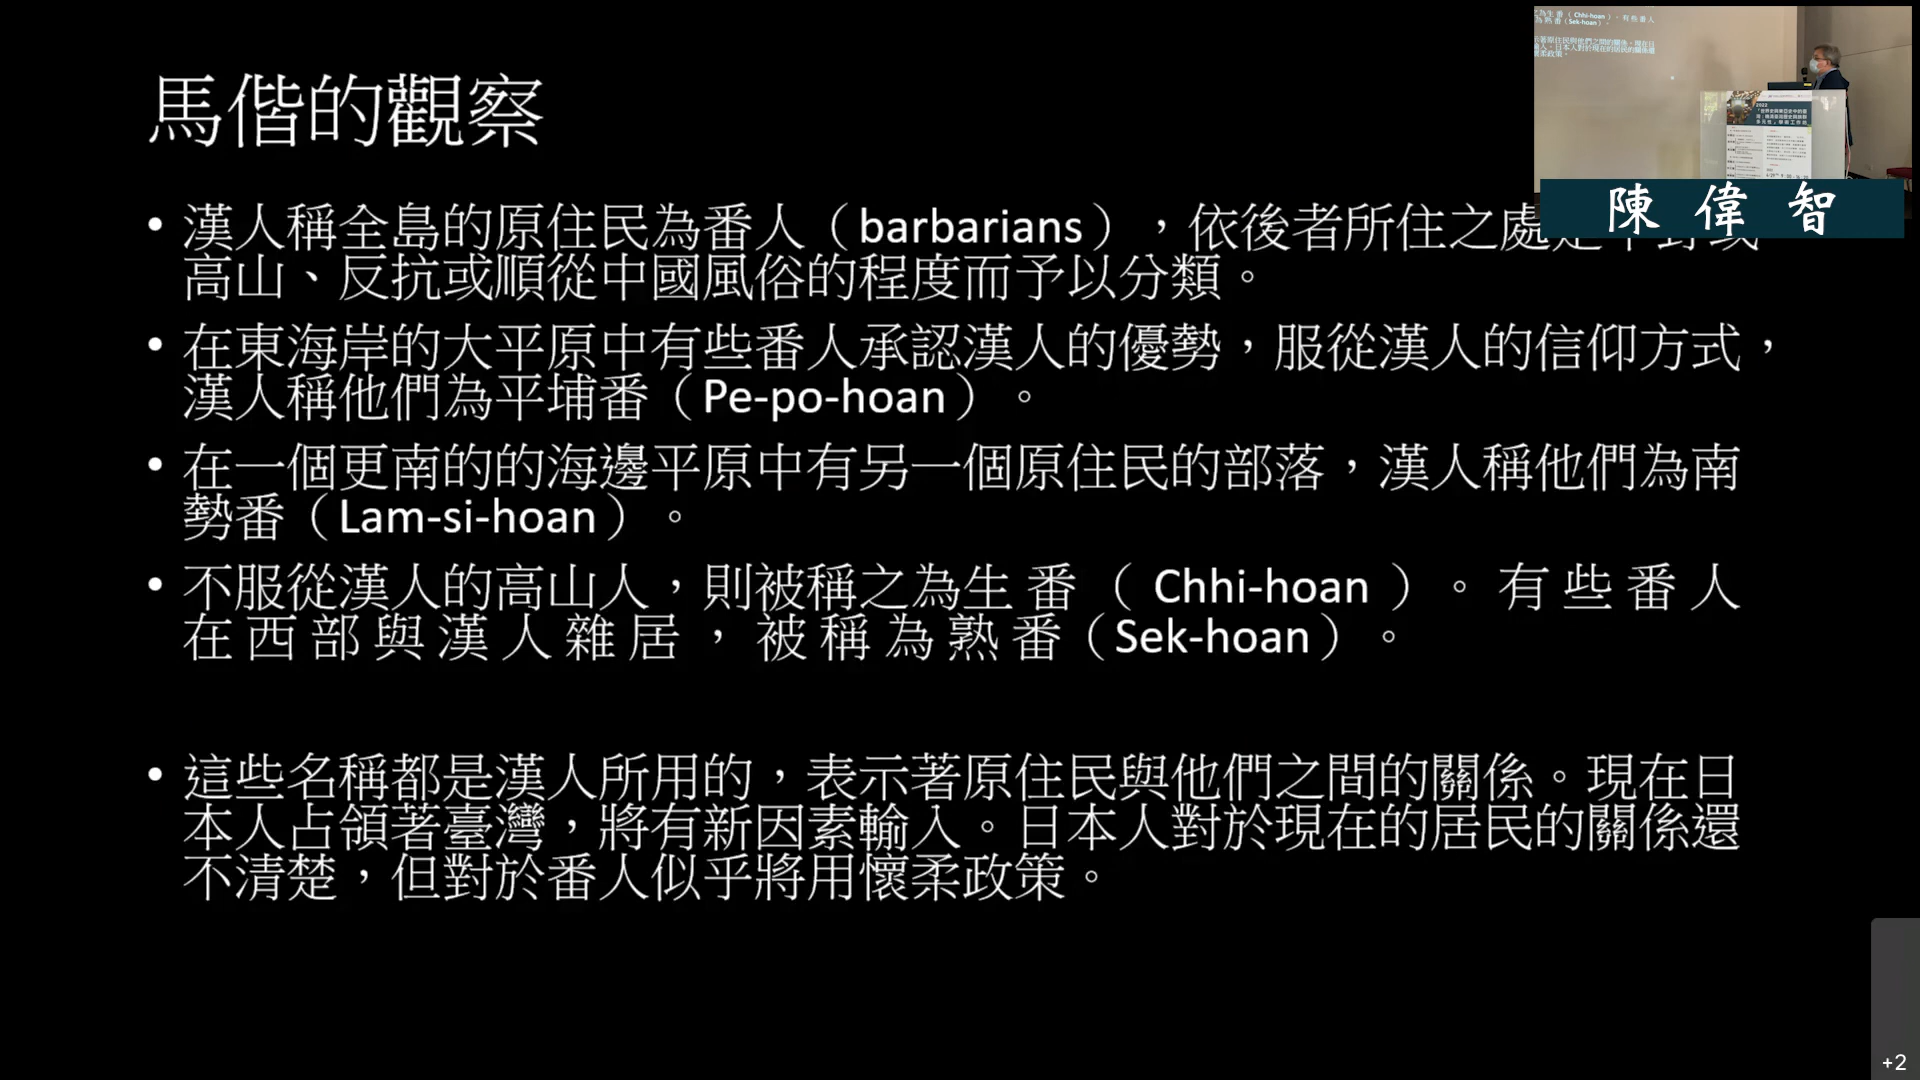 馬偕的觀察
• 漢人稱全島的原住民為番人（barbarians），依後者所住之處
高山、反抗或順從中國風俗的程度而予以分類。
• 在東海岸的大平原中有些番人承認漢人的優勢，服從漢人的信仰方式，
漢人稱他們為平埔番（Pe-po-hoan）。
• 在一個更南的的海邊平原中有另一個原住民的部落，漢人稱他們為南
勢番（Lam-si-hoan）。
• 不服從漢人的高山人，則被稱之為生 番 （ Chhi-hoan ）。 有 些 番 人
在 西 部 與 漢 人 雜 居 ， 被 稱 為 熟 番（Sek-hoan）。
• 這些名稱都是漢人所用的，表示著原住民與他們之間的關係。現在日
本人占領著臺灣，將有新因素輸入。日本人對於現在的居民的關係還
不清楚，但對於番人似乎將用懷柔政策。
陳 偉 智
2022
+2